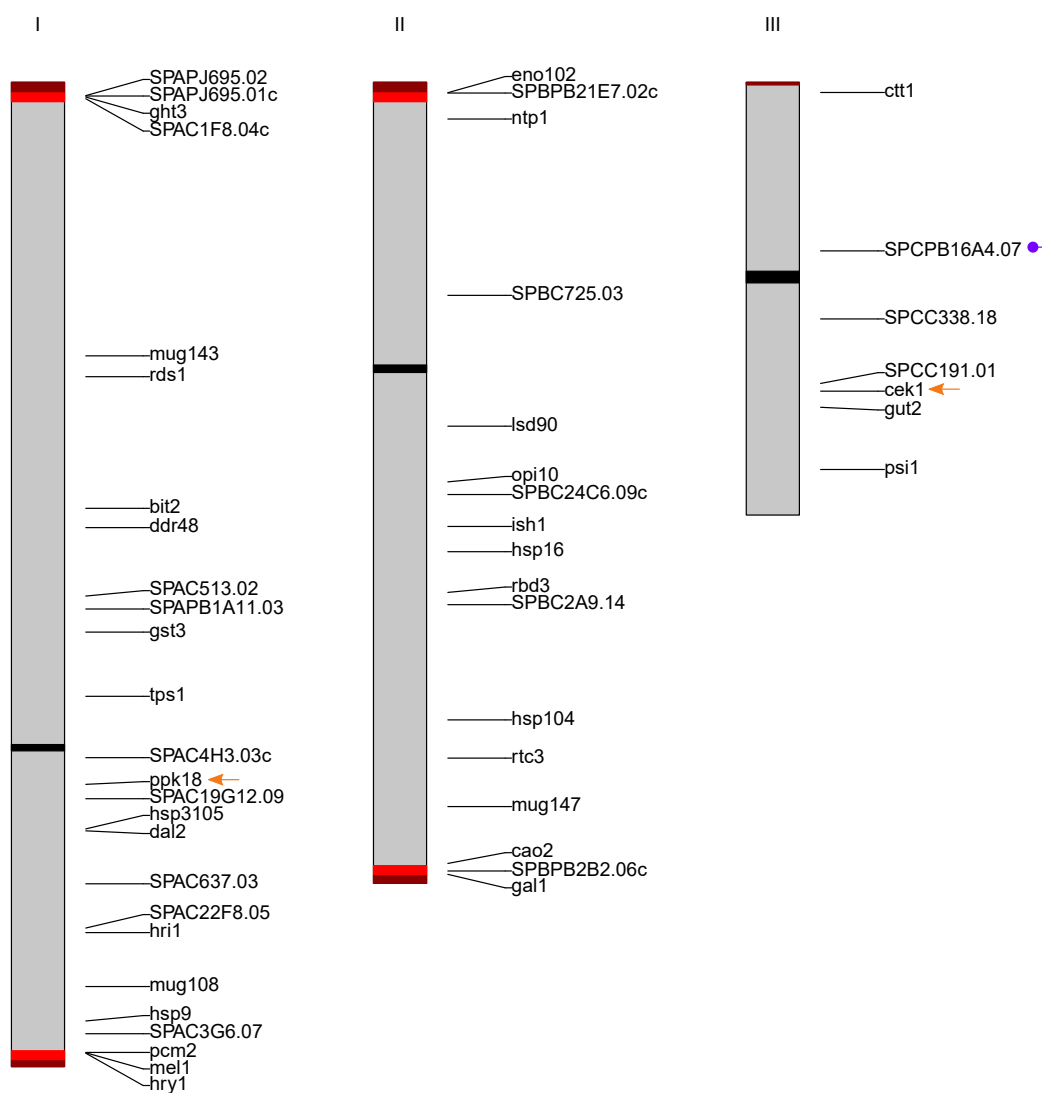 I
SPAPJ695.02
SPAPJ695.01c
ght3
SPAC1F8.04c
mug143
rds1
bit2
ddr48
SPAC513.02
SPAPB1A11.03
gst3
tps1
SPAC4H3.03c
ppk18
SPAC19G12.09
hsp3105
dal2
SPAC637.03
SPAC22F8.05
hri1
mug108
hsp9
SPAC3G6.07
pcm2
mel1
hry1
II
eno102
SPBPB21E7.02c
ntp1
SPBC725.03
lsd90
opi10
SPBC24C6.09c
ish1
hsp16
rbd3
SPBC2A9.14
hsp104
rtc3
mug147
cao2
SPBPB2B2.06c
gal1
III
ctt1
SPCPB16A4.07
SPCC338.18
SPCC191.01
cek1
gut2
psi1